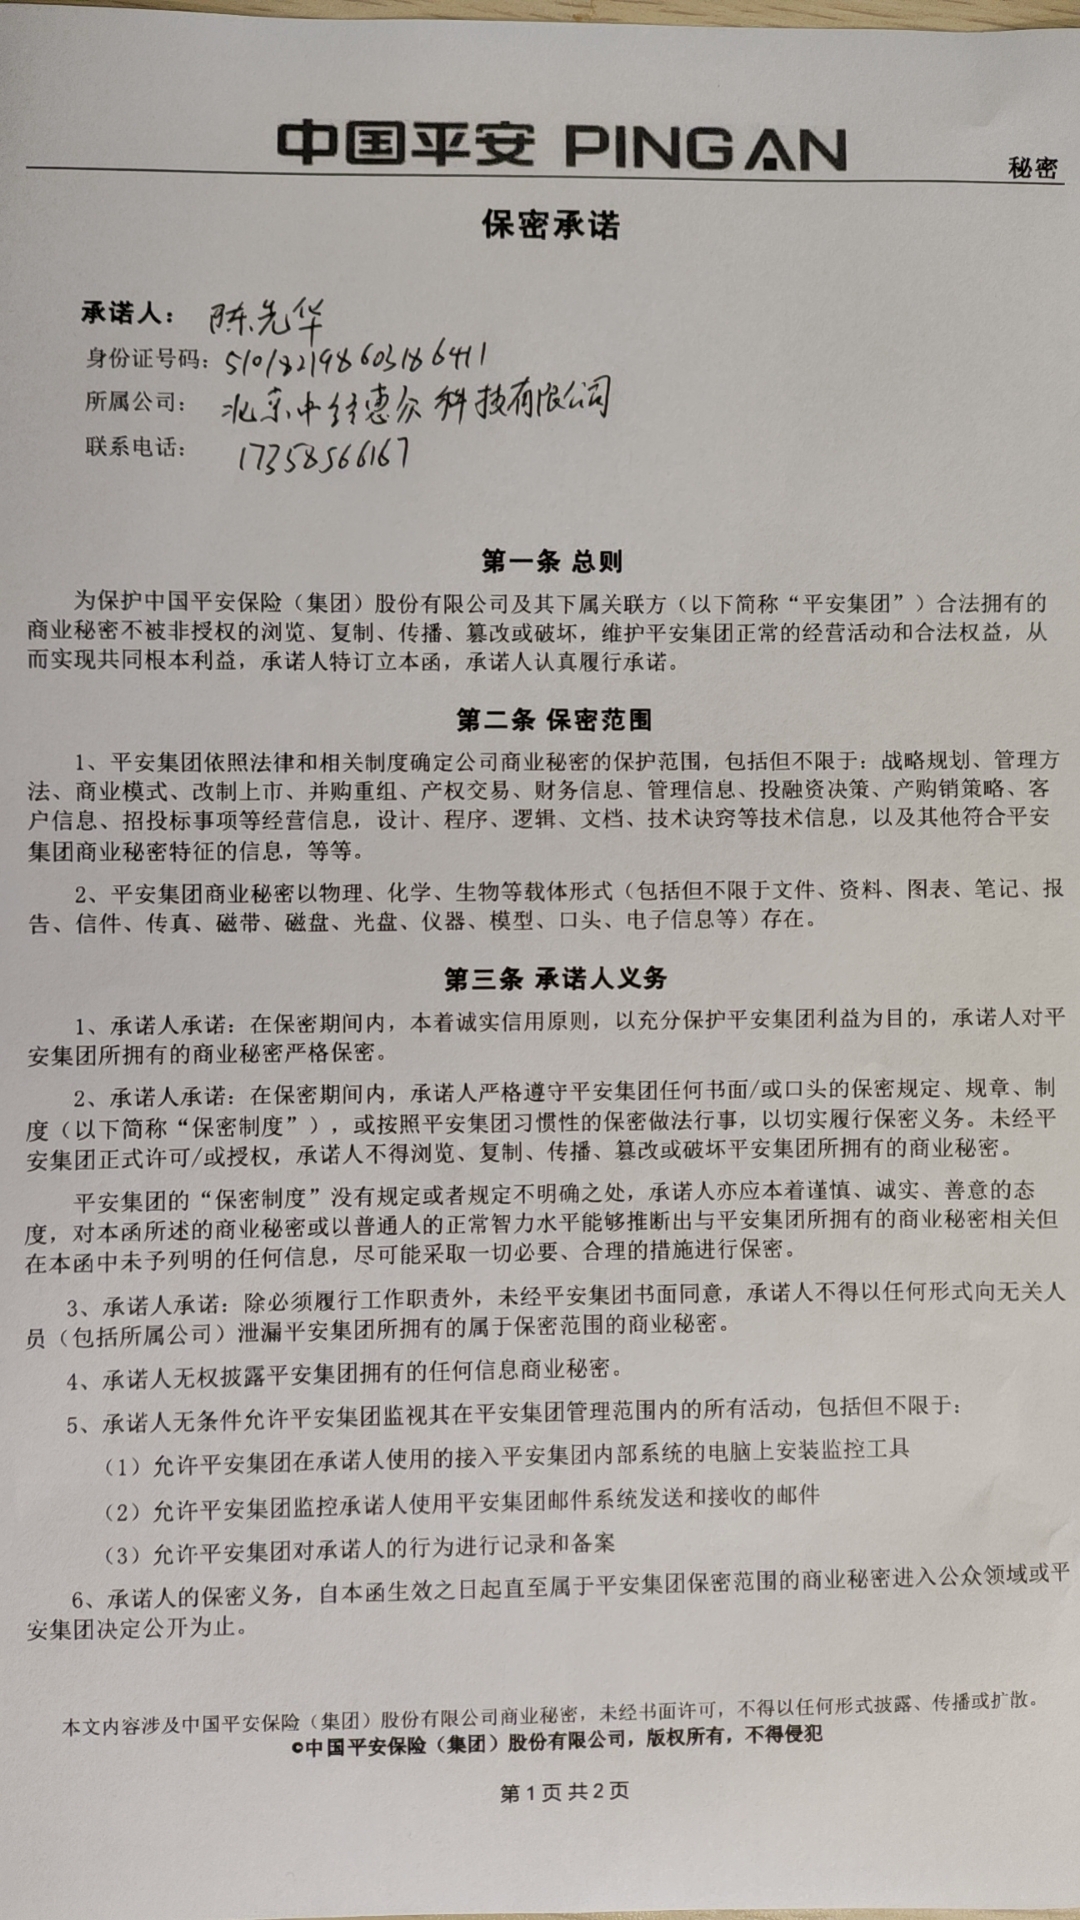 中国平安 PING AN
秘密
保密承诺
承诺人： 陈先华
身份证号码：510182198603186411
所属公司： 北京中经惠众科技有限公司
联系电话： 17358566167
第一条 总则
为保护中国平安保险（集团）股份有限公司及其下属关联方（以下简称“平安集团”）合法拥有的
商业秘密不被非授权的浏览、复制、传播、篡改或破坏，维护平安集团正常的经营活动和合法权益，从
而实现共同根本利益，承诺人特订立本函，承诺人认真履行承诺。
第二条 保密范围
1、平安集团依照法律和相关制度确定公司商业秘密的保护范围，包括但不限于：战略规划、管理方
法、商业模式、改制上市、并购重组、产权交易、财务信息、管理信息、投融资决策、产购销策略、客
户信息、招投标事项等经营信息，设计、程序、逻辑、文档、技术诀窍等技术信息，以及其他符合平安
集团商业秘密特征的信息，等等。
2、平安集团商业秘密以物理、化学、生物等载体形式（包括但不限于文件、资料、图表、笔记、报
告、信件、传真、磁带、磁盘、光盘、仪器、模型、口头、电子信息等）存在。
第三条 承诺人义务
1、承诺人承诺：在保密期间内，本着诚实信用原则，以充分保护平安集团利益为目的，承诺人对平
安集团所拥有的商业秘密严格保密。
2、承诺人承诺：在保密期间内，承诺人严格遵守平安集团任何书面/或口头的保密规定、规章、制
度（以下简称“保密制度”），或按照平安集团习惯性的保密做法行事，以切实履行保密义务。未经平
安集团正式许可/或授权，承诺人不得浏览、复制、传播、篡改或破坏平安集团所拥有的商业秘密。
平安集团的“保密制度”没有规定或者规定不明确之处，承诺人亦应本着谨慎、诚实、善意的态
度，对本函所述的商业秘密或以普通人的正常智力水平能够推断出与平安集团所拥有的商业秘密相关但
在本函中未予列明的任何信息，尽可能采取一切必要、合理的措施进行保密。
3、承诺人承诺：除必须履行工作职责外，未经平安集团书面同意，承诺人不得以任何形式向无关人
员（包括所属公司）泄漏平安集团所拥有的属于保密范围的商业秘密。
4、承诺人无权披露平安集团拥有的任何信息商业秘密。
5、承诺人无条件允许平安集团监视其在平安集团管理范围内的所有活动，包括但不限于：
（1）允许平安集团在承诺人使用的接入平安集团内部系统的电脑上安装监控工具
（2）允许平安集团监控承诺人使用平安集团邮件系统发送和接收的邮件
（3）允许平安集团对承诺人的行为进行记录和备案
6、承诺人的保密义务，自本函生效之日起直至属于平安集团保密范围的商业秘密进入公众领域或平
安集团决定公开为止。
本文内容涉及中国平安保险（集团）股份有限公司商业秘密，未经书面许可，不得以任何形式披露、传播或扩散。
©中国平安保险（集团）股份有限公司，版权所有，不得侵犯
第1页共2页